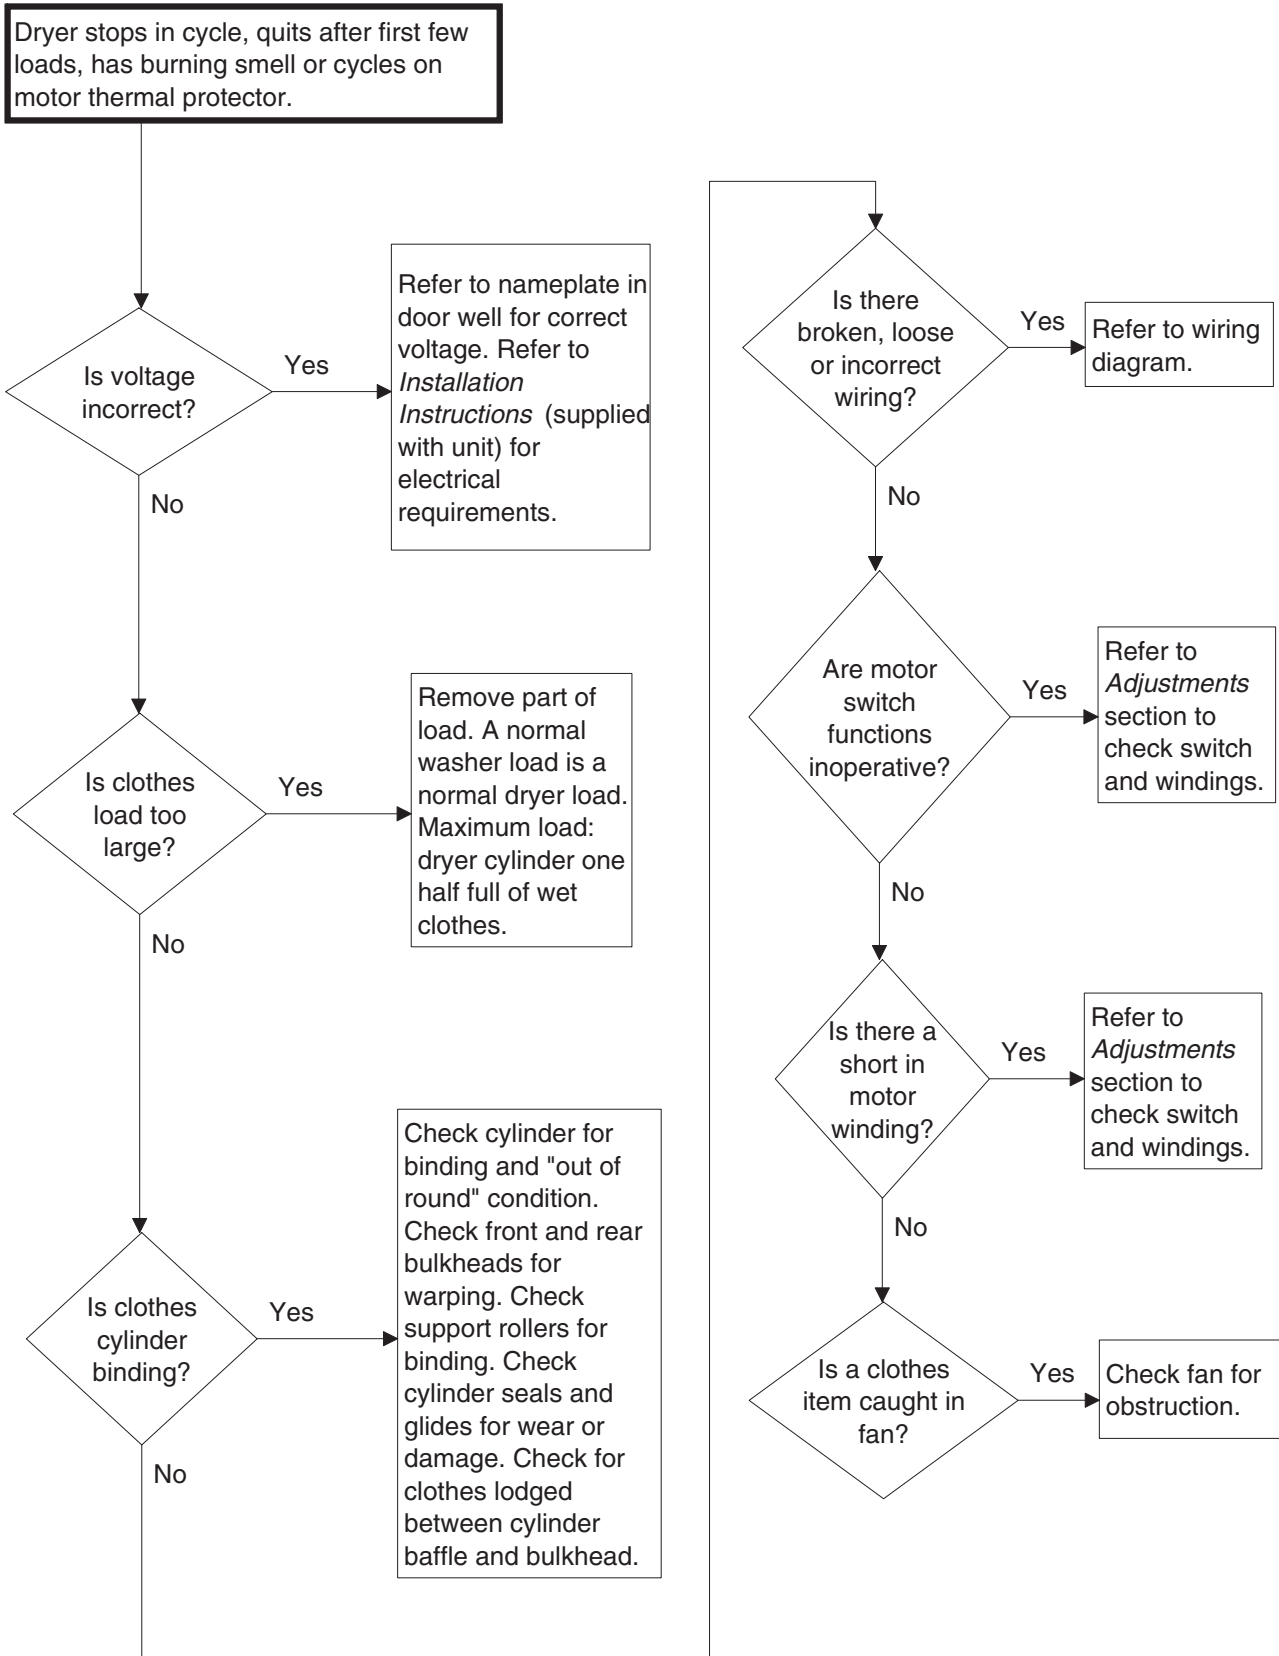 Dryer stops in cycle, quits after first few
loads, has burning smell or cycles on
motor thermal protector.
Is voltage
incorrect?
Yes
Refer to nameplate in
door well for correct
voltage. Refer to
Installation
Instructions (supplied
with unit) for
electrical
requirements.
No
Is clothes
load too
large?
Yes
Remove part of
load. A normal
washer load is a
normal dryer load.
Maximum load:
dryer cylinder one
half full of wet
clothes.
No
Is clothes
cylinder
binding?
Yes
Check cylinder for
binding and "out of
round" condition.
Check front and rear
bulkheads for
warping. Check
support rollers for
binding. Check
cylinder seals and
glides for wear or
damage. Check for
clothes lodged
between cylinder
baffle and bulkhead.
No
Is there
broken, loose
or incorrect
wiring?
Yes
Refer to wiring
diagram.
No
Are motor
switch
functions
inoperative?
Yes
Refer to
Adjustments
section to
check switch
and windings.
No
Is there a
short in
motor
winding?
Yes
Refer to
Adjustments
section to
check switch
and windings.
No
Is a clothes
item caught in
fan?
Yes
Check fan for
obstruction.